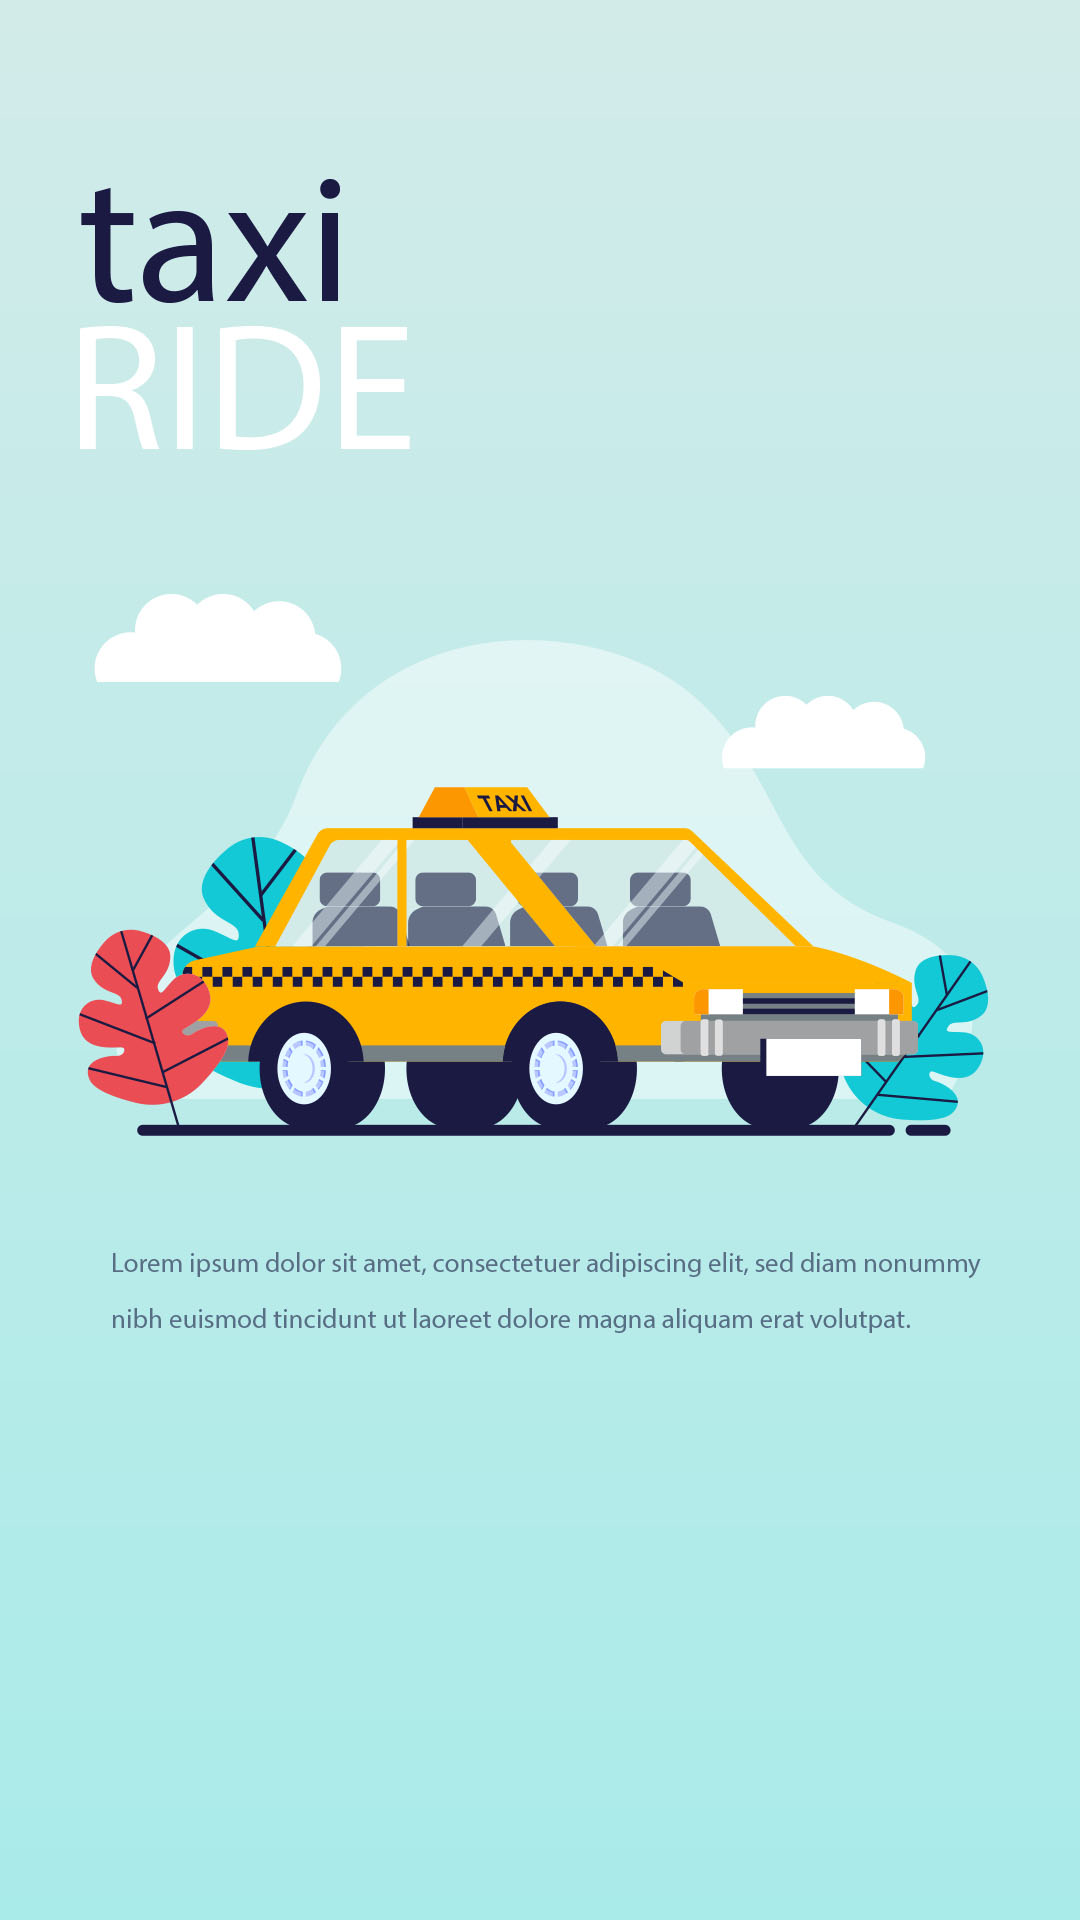 taxi
RIDE
TAXI
Lorem ipsum dolor sit amet, consectetuer adipiscing elit, sed diam nonummy
nibh euismod tincidunt ut laoreet dolore magna aliquam erat volutpat.